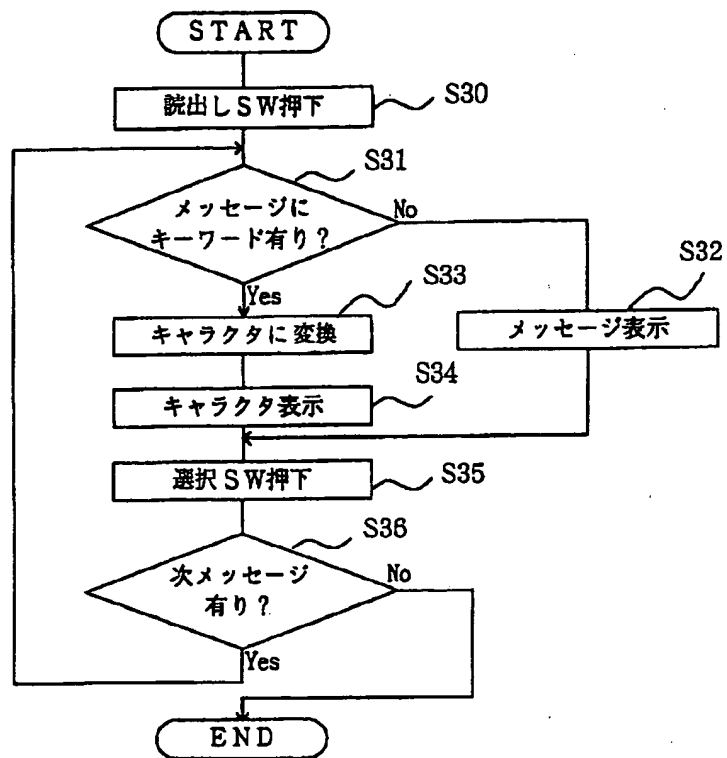 START
読出しSW押下
S30
S31
メッセージに
キーワード有り?
No
Yes
S32
メッセージ表示
S33
キャラクタに変換
S34
キャラクタ表示
選択SW押下
S35
S36
次メッセージ
有り?
No
Yes
END